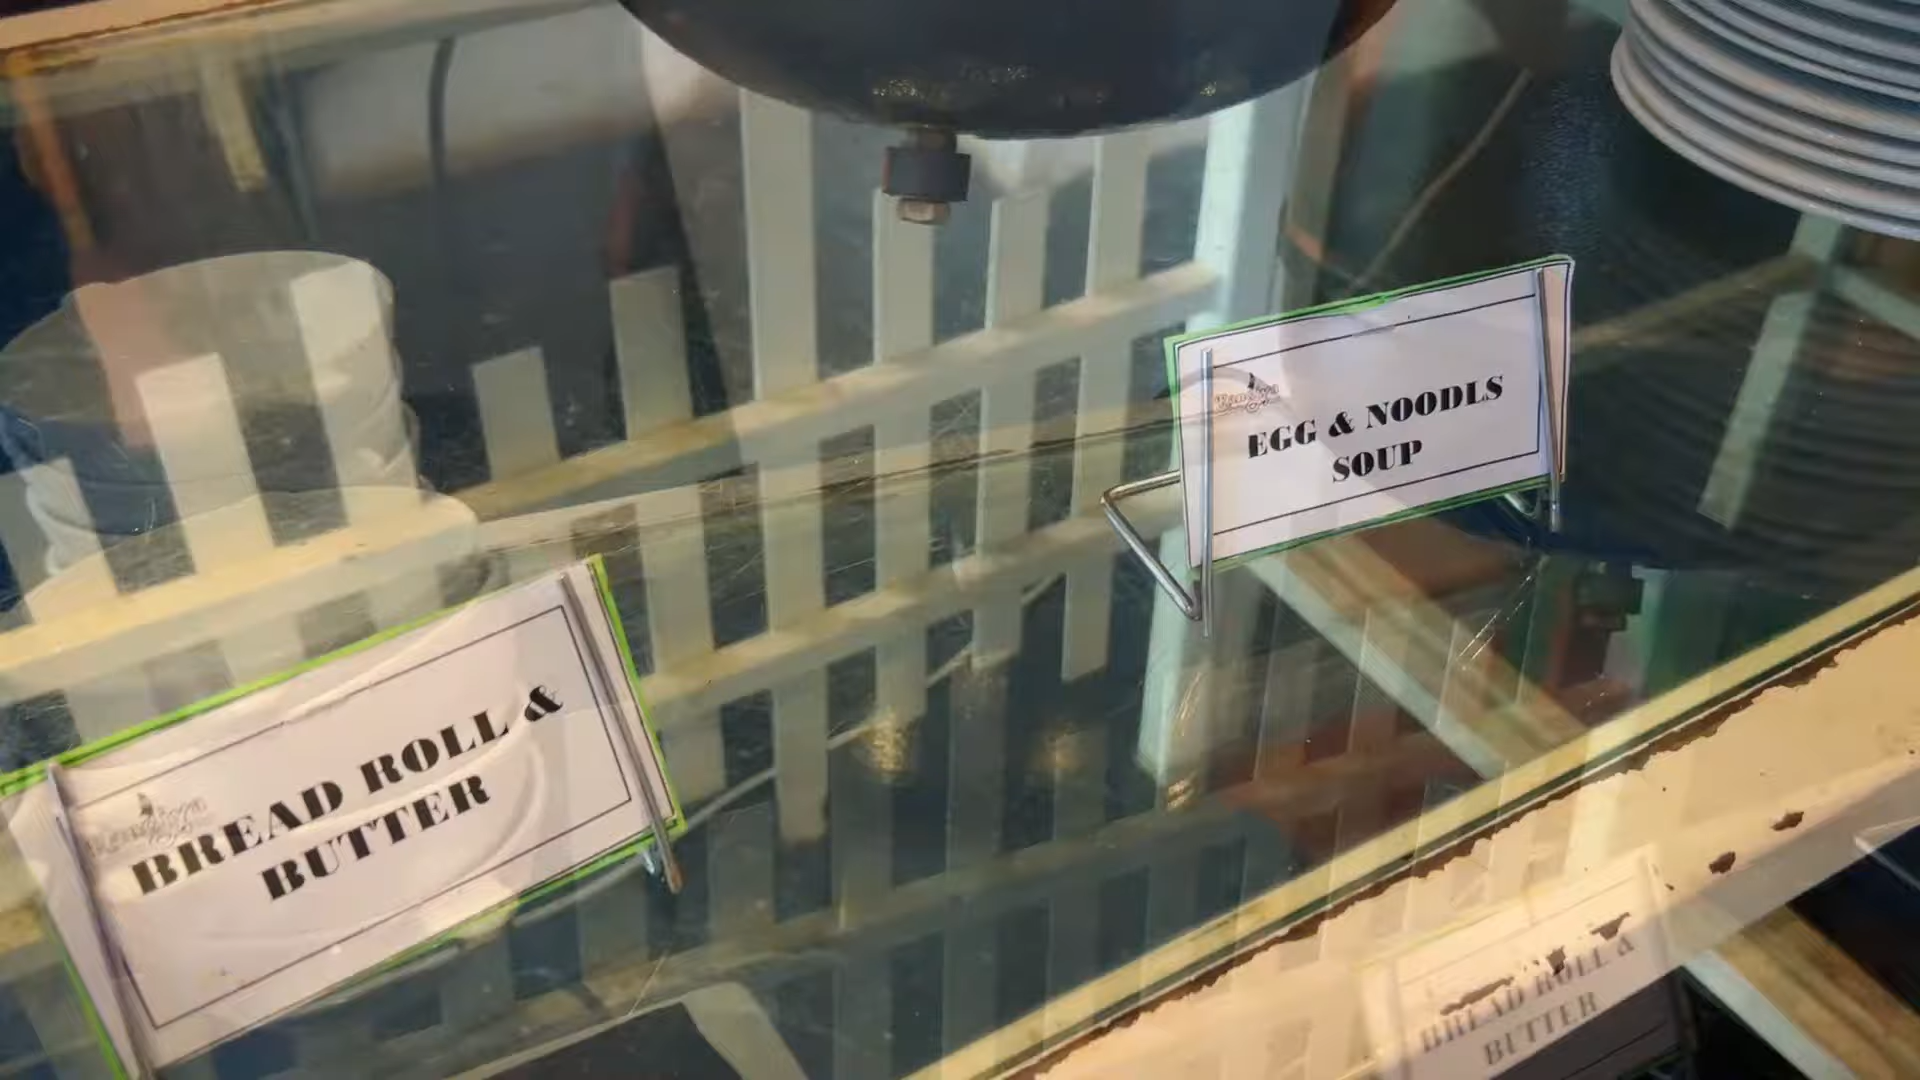 EGG & NOODLS
SOUP
BREAD ROLL &
BUTTER
BREAD ROLL &
BUTTER